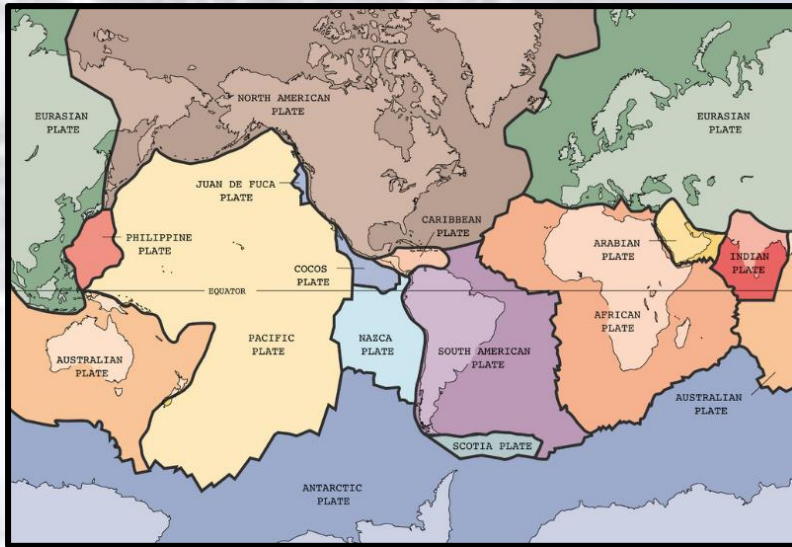 NORTH AMERICAN
PLATE
EURASIAN
PLATE
EURASIAN
PLATE
JUAN DE FUCA
PLATE
CARIBBEAN
PLATE
PHILIPPINE
PLATE
ARABIAN
PLATE
INDIAN
PLATE
COCOS
PLATE
EQUATOR
AFRICAN
PLATE
PACIFIC
PLATE
NAZCA
PLATE
SOUTH AMERICAN
PLATE
AUSTRALIAN
PLATE
AUSTRALIAN
PLATE
SCOTIA PLATE
ANTARCTIC
PLATE